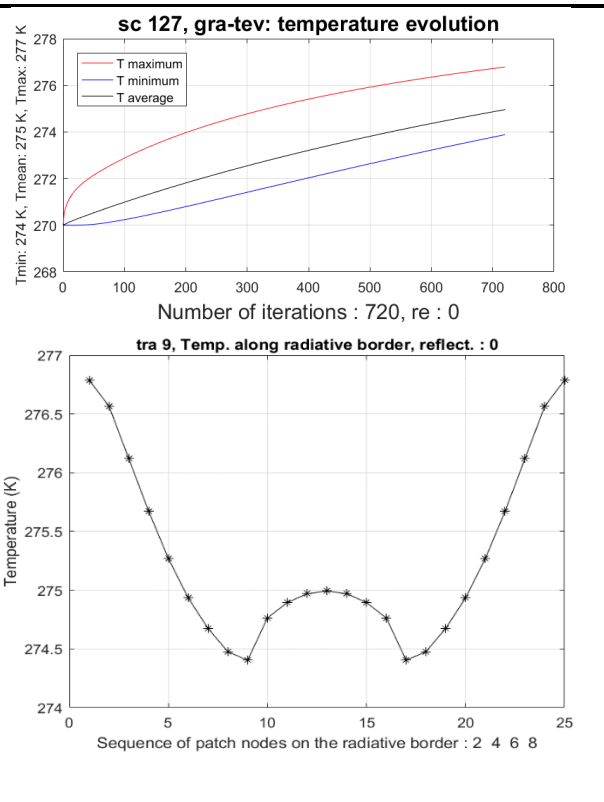 sc 127, gra-tev: temperature evolution
Tmin: 274 K, Tmean: 275 K, Tmax: 277 K
278
276
274
272
270
268
T maximum
T minimum
T average
0 100 200 300 400 500 600 700 800
Number of iterations : 720, re : 0
tra 9, Temp. along radiative border, reflect. : 0
Temperature (K)
277
276.5
276
275.5
275
274.5
274
0 5 10 15 20 25
Sequence of patch nodes on the radiative border : 2 4 6 8